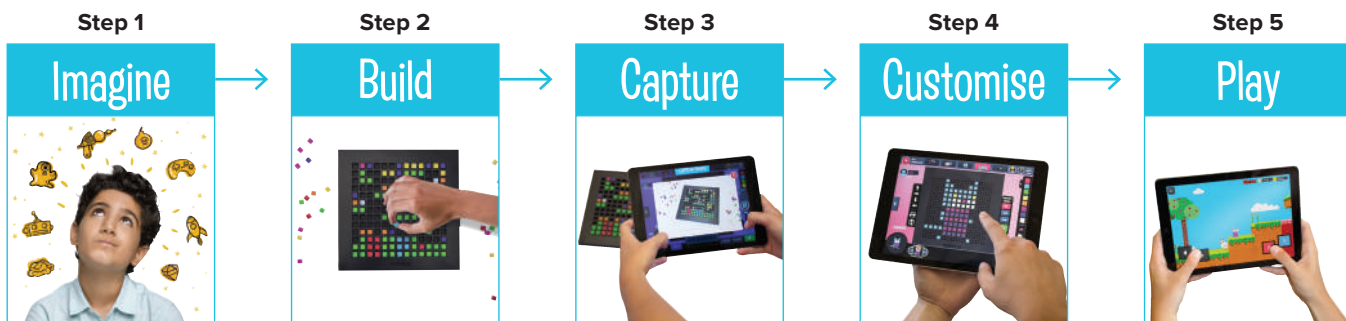 Step 1
Imagine
Step 2
Build
Step 3
Capture
Step 4
Customise
Step 5
Play